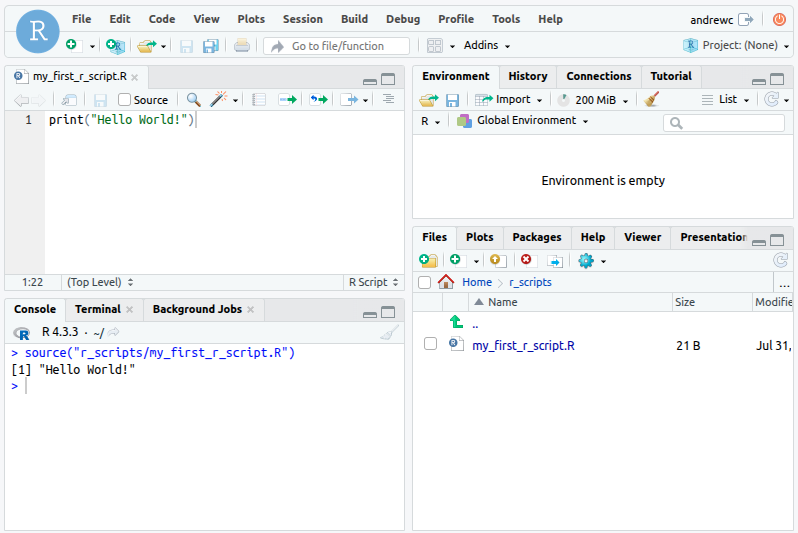 File Edit Code View Plots Session Build Debug Profile Tools Help andrewc
R
Go to file/function Addins Project: (None)
my_first_r_script.R
Source
1 print("Hello World!")
1:22 (Top Level) R Script
Console Terminal Background Jobs
R R 4.3.3 · ~/
> source("r_scripts/my_first_r_script.R")
[1] "Hello World!"
>
Environment History Connections Tutorial
Import 200 MiB List
R Global Environment
Environment is empty
Files Plots Packages Help Viewer Presentation
Home r_scripts ...
Name Size Modifie
..
my_first_r_script.R 21 B Jul 31,